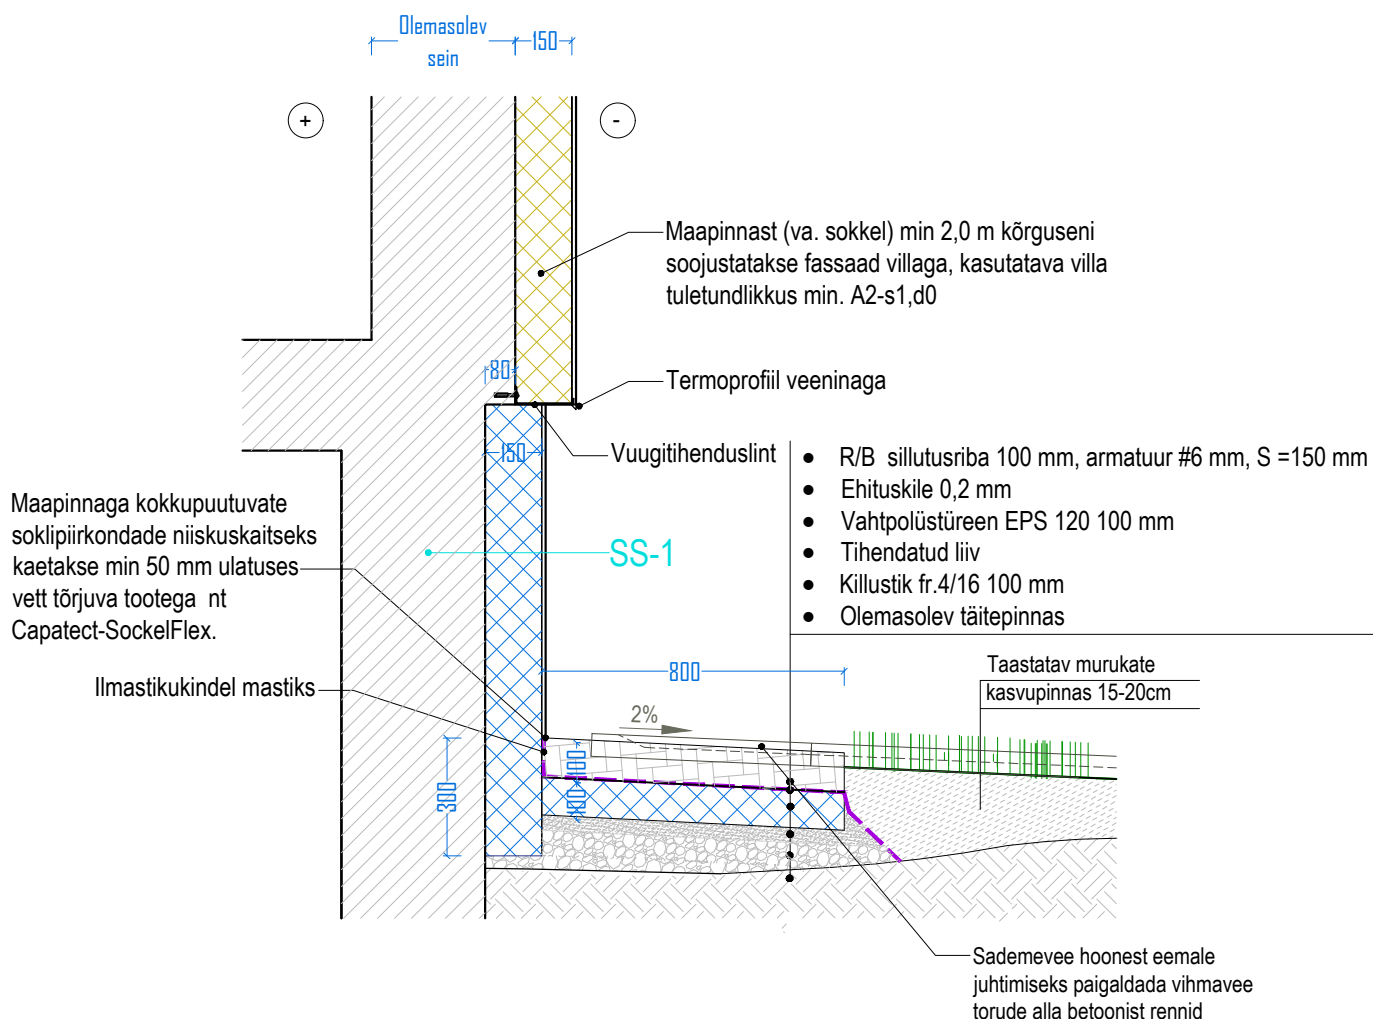 Olemasolev
sein
150
+
-
Maapinnast (va. sokkel) min 2,0 m kõrguseni
soojustatakse fassaad villaga, kasutatava villa
tuletundlikkus min. A2-s1,d0
80
Termoprofiil veeninaga
150
Vuugitihenduslint
R/B sillutusriba 100 mm, armatuur #6 mm, S =150 mm
Ehituskile 0,2 mm
Vahtpolüstüreen EPS 120 100 mm
Tihendatud liiv
Killustik fr.4/16 100 mm
Olemasolev täitepinnas
Maapinnaga kokkupuutuvate
soklipiirkondade niiskuskaitseks
kaetakse min 50 mm ulatuses
vett tõrjuva tootega nt
Capatect-SockelFlex.
SS-1
Ilmastikukindel mastiks
800
Taastatav murukate
kasvupinnas 15-20cm
2%
300
100
100
Sademevee hoonest eemale
juhtimiseks paigaldada vihmavee
torude alla betoonist rennid